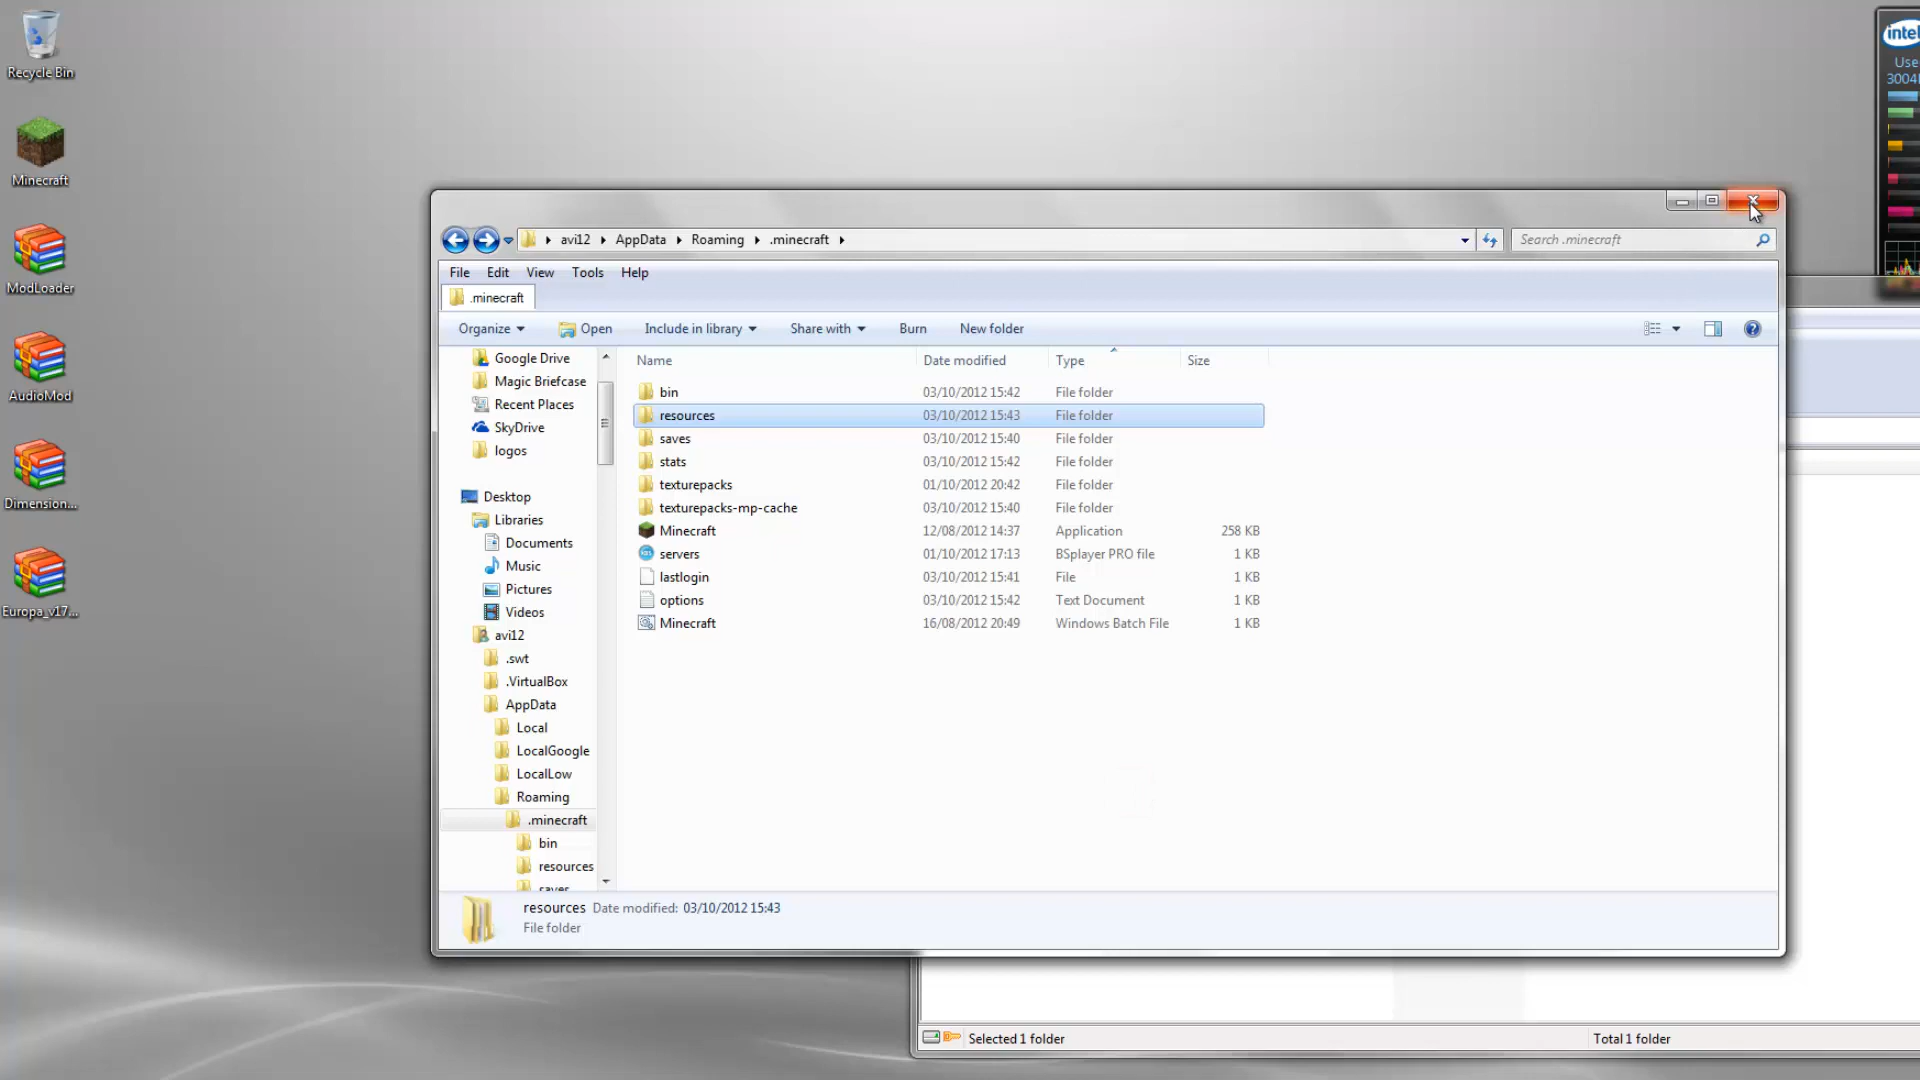 Recycle Bin
Minecraft
ModLoader
AudioMod
Dimension...
Europa_v17...
intel
3004
avi12 AppData Roaming .minecraft
Search .minecraft
File Edit View Tools Help
.minecraft
Organize Open Include in library Share with Burn New folder
Google Drive
Magic Briefcase
Recent Places
SkyDrive
logos
Desktop
Libraries
Documents
Music
Pictures
Videos
avi12
.swt
.VirtualBox
AppData
Local
LocalGoogle
LocalLow
Roaming
.minecraft
bin
resources
saves
Name Date modified Type Size
bin 03/10/2012 15:42 File folder
resources 03/10/2012 15:43 File folder
saves 03/10/2012 15:40 File folder
stats 03/10/2012 15:42 File folder
texturepacks 01/10/2012 20:42 File folder
texturepacks-mp-cache 03/10/2012 15:40 File folder
Minecraft 12/08/2012 14:37 Application 258 KB
servers 01/10/2012 17:13 BSplayer PRO file 1 KB
lastlogin 03/10/2012 15:41 File 1 KB
options 03/10/2012 15:42 Text Document 1 KB
Minecraft 16/08/2012 20:49 Windows Batch File 1 KB
resources Date modified: 03/10/2012 15:43
File folder
Selected 1 folder
Total 1 folder